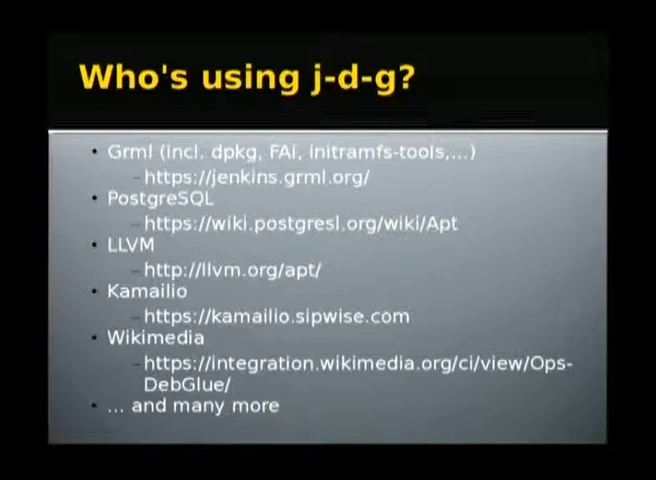 Who's using j-d-g?
• Grml (incl. dpkg, FAI, initramfs-tools,...)
–https://jenkins.grml.org/
• PostgreSQL
–https://wiki.postgresl.org/wiki/Apt
• LLVM
–http://llvm.org/apt/
• Kamailio
–https://kamailio.sipwise.com
• Wikimedia
–https://integration.wikimedia.org/ci/view/Ops-
DebGlue/
• ... and many more